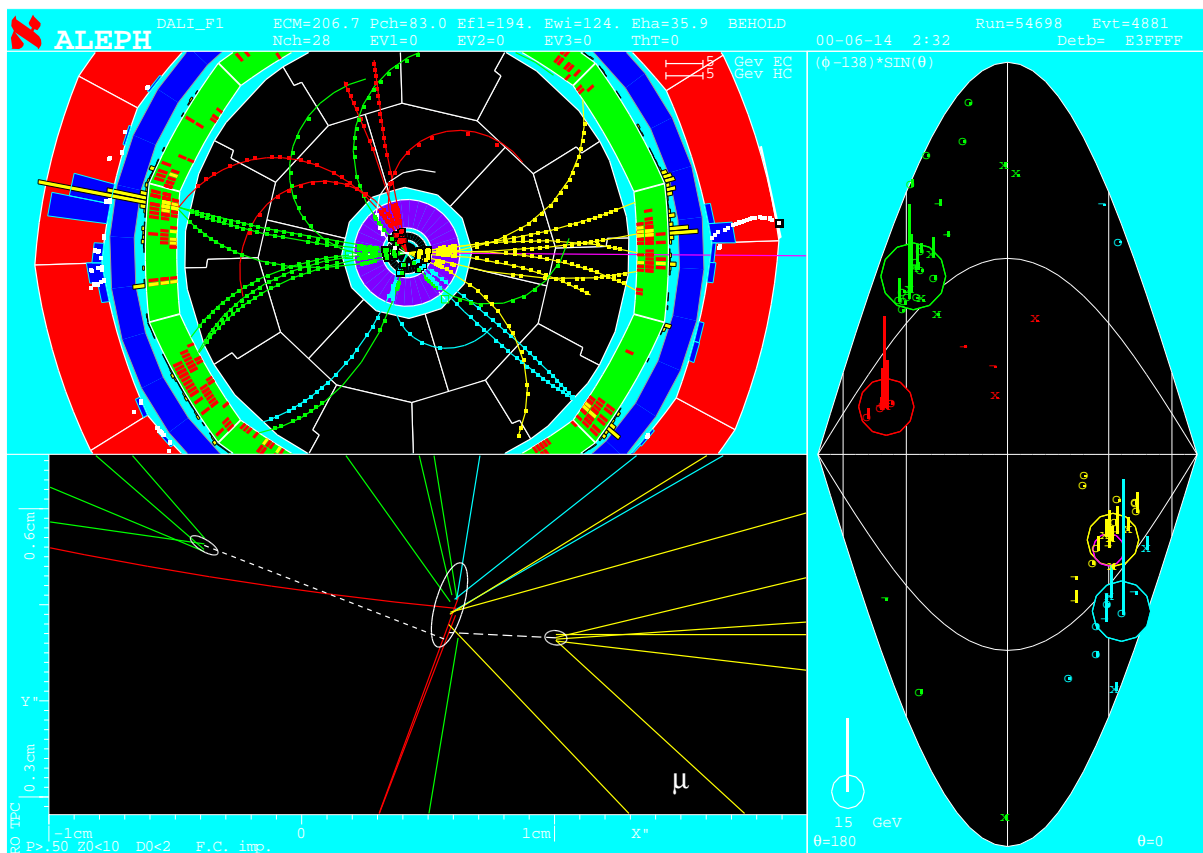 ALEPH DALI_F1 ECM=206.7 Pch=83.0 Efl=194. Ewi=124. Eha=35.9 BEHOLD Run=54698 Evt=4881
Nch=28 EV1=0 EV2=0 EV3=0 ThT=0 00-06-14 2:32 Detb= E3FFFF
5 Gev EC
5 Gev HC
(φ-138)*SIN(θ)
0.6cm
Y"
0.3cm
μ
RO TPC
-1cm 0 1cm X"
P>.50 Z0<10 D0<2 F.C. imp.
15 GeV
θ=180 θ=0